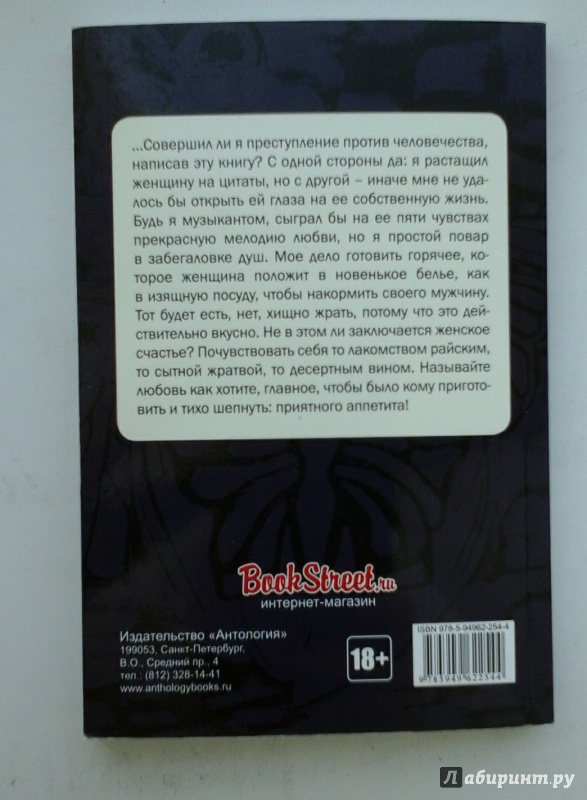 ...Совершил ли я преступление против человечества,
написав эту книгу? С одной стороны да: я растащил
женщину на цитаты, но с другой – иначе мне не уда-
лось бы открыть ей глаза на ее собственную жизнь.
Будь я музыкантом, сыграл бы на ее пяти чувствах
прекрасную мелодию любви, но я простой повар
в забегаловке душ. Мое дело готовить горячее, ко-
торое женщина положит в новенькое белье, как
в изящную посуду, чтобы накормить своего мужчину.
Тот будет есть, нет, хищно жрать, потому что это дей-
ствительно вкусно. Не в этом ли заключается женское
счастье? Почувствовать себя то лакомством райским,
то сытной жратвой, то десертным вином. Называйте
любовь как хотите, главное, чтобы было кому пригото-
вить и тихо шепнуть: приятного аппетита!
BookStreet.ru
интернет-магазин
Издательство «Антология»
199053, Санкт-Петербург,
В.О., Средний пр., 4
тел.: (812) 328-14-41
www.anthologybooks.ru
18+
ISBN 978-5-94962-254-4
9 785949 622544
Лабиринт.ру